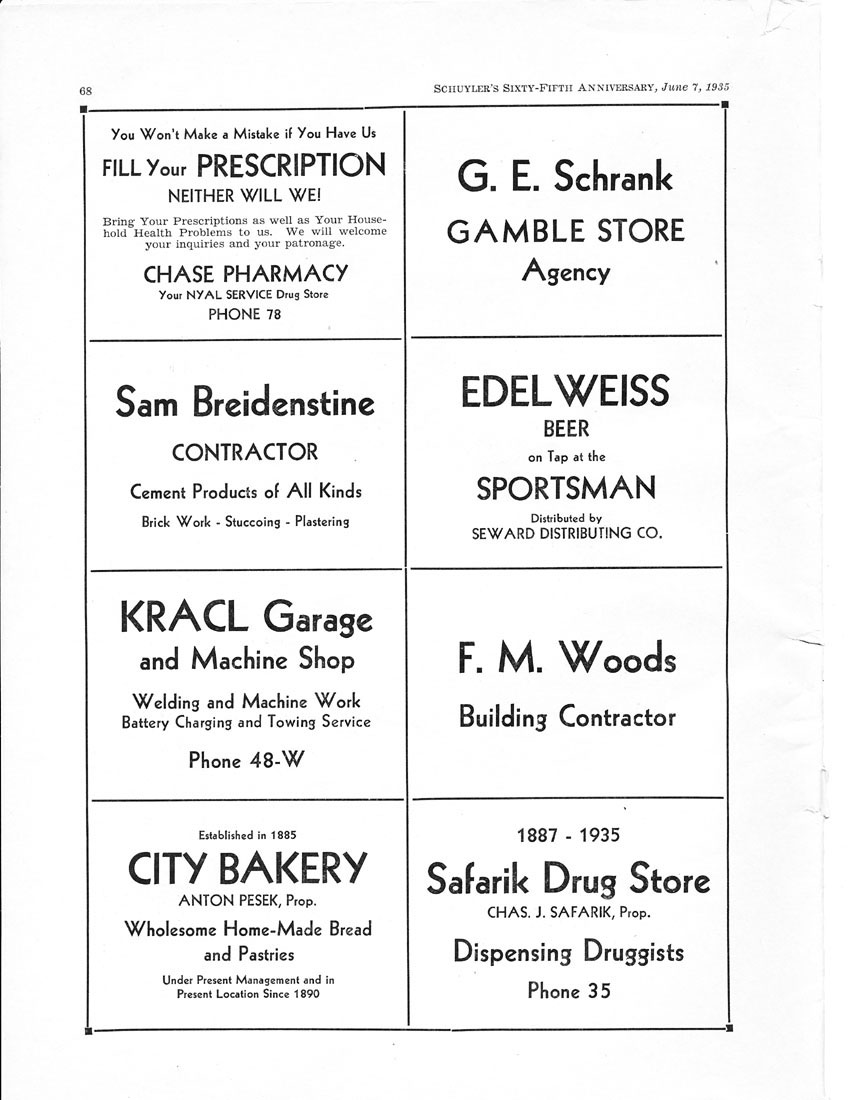 68
SCHUYLER'S SIXTY-FIFTH ANNIVERSARY, June 7, 1935
You Won't Make a Mistake if You Have Us
FILL Your PRESCRIPTION
NEITHER WILL WE!
Bring Your Prescriptions as well as Your House-
hold Health Problems to us. We will welcome
your inquiries and your patronage.
CHASE PHARMACY
Your NYAL SERVICE Drug Store
PHONE 78
G. E. Schrank
GAMBLE STORE
Agency
Sam Breidenstine
CONTRACTOR
Cement Products of All Kinds
Brick Work - Stuccoing - Plastering
EDELWEISS
BEER
on Tap at the
SPORTSMAN
Distributed by
SEWARD DISTRIBUTING CO.
KRACL Garage
and Machine Shop
Welding and Machine Work
Battery Charging and Towing Service
Phone 48-W
F. M. Woods
Building Contractor
Established in 1885
CITY BAKERY
ANTON PESEK, Prop.
Wholesome Home-Made Bread
and Pastries
Under Present Management and in
Present Location Since 1890
1887 - 1935
Safarik Drug Store
CHAS. J. SAFARIK, Prop.
Dispensing Druggists
Phone 35